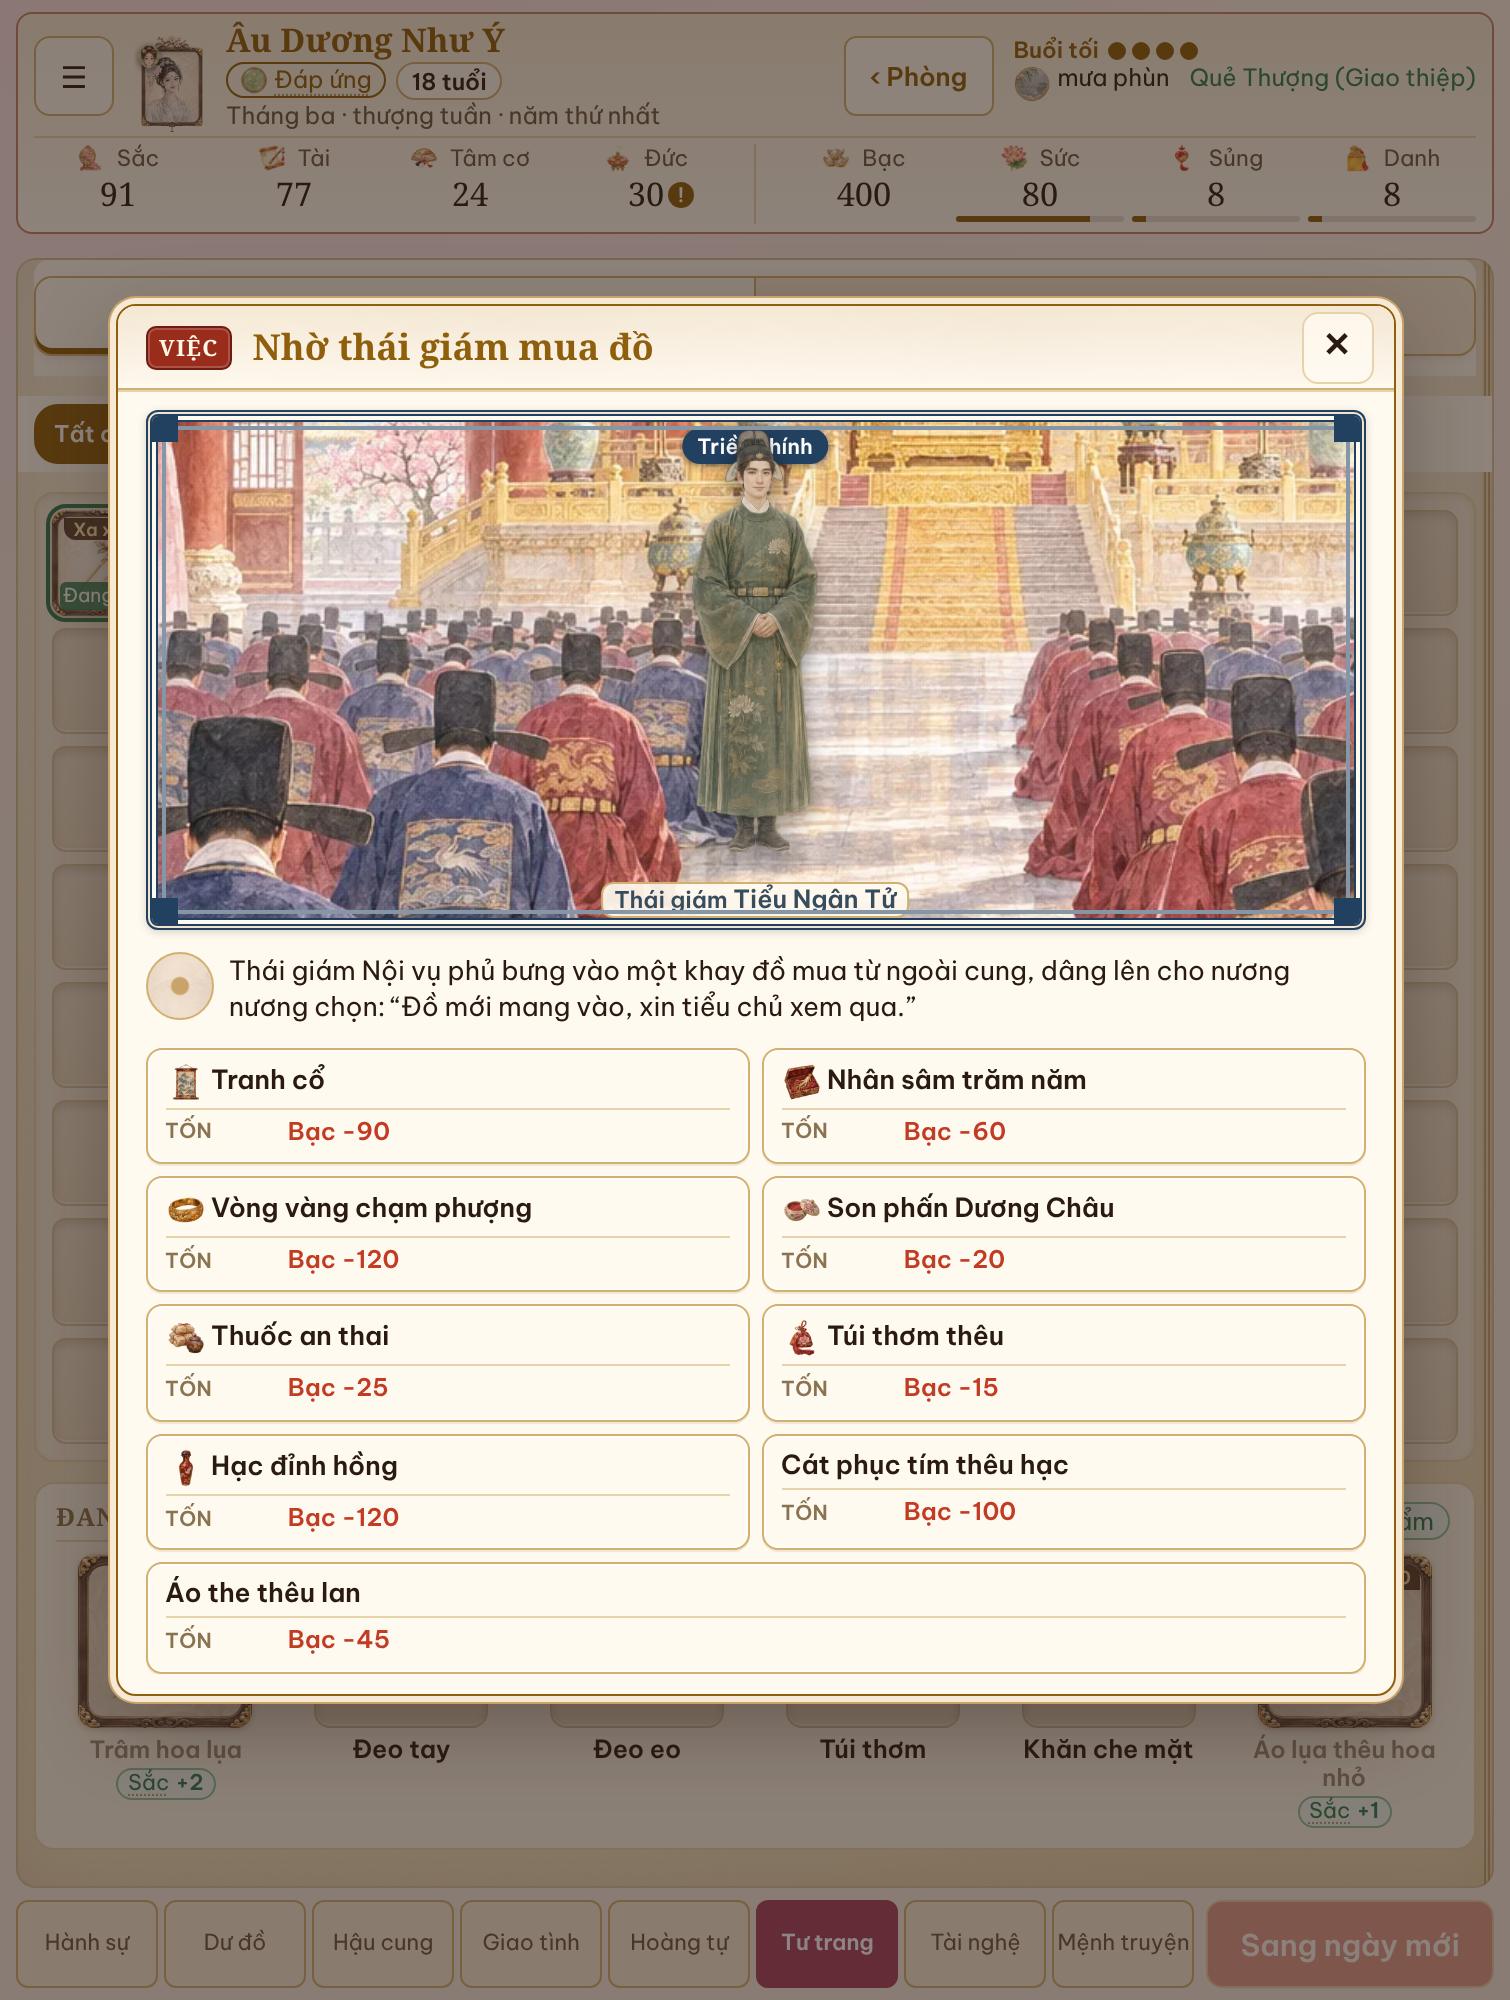 ☰
Âu Dương Như Ý
Đáp ứng 18 tuổi
Tháng ba · thượng tuần · năm thứ nhất
‹ Phòng
Buổi tối
mưa phùn Quẻ Thượng (Giao thiệp)
Sắc Tài Tâm cơ Đức Bạc Sức Sủng Danh
91 77 24 30 ! 400 80 8 8
VIỆC Nhờ thái giám mua đồ ✕
Tất
Xa
Đang
Thái giám Tiểu Ngân Tử
Thái giám Nội vụ phủ bưng vào một khay đồ mua từ ngoài cung, dâng lên cho nương
nương chọn: “Đồ mới mang vào, xin tiểu chủ xem qua.”
Tranh cổ
TỐN Bạc -90
Nhân sâm trăm năm
TỐN Bạc -60
Vòng vàng chạm phượng
TỐN Bạc -120
Son phấn Dương Châu
TỐN Bạc -20
Thuốc an thai
TỐN Bạc -25
Túi thơm thêu
TỐN Bạc -15
Hạc đỉnh hồng
TỐN Bạc -120
Cát phục tím thêu hạc
TỐN Bạc -100
Áo the thêu lan
TỐN Bạc -45
Trâm hoa lụa
Sắc +2
Đeo tay
Đeo eo
Túi thơm
Khăn che mặt
Áo lụa thêu hoa
nhỏ
Sắc +1
Hành sự Dư đồ Hậu cung Giao tình Hoàng tự Tư trang Tài nghệ Mệnh truyện Sang ngày mới